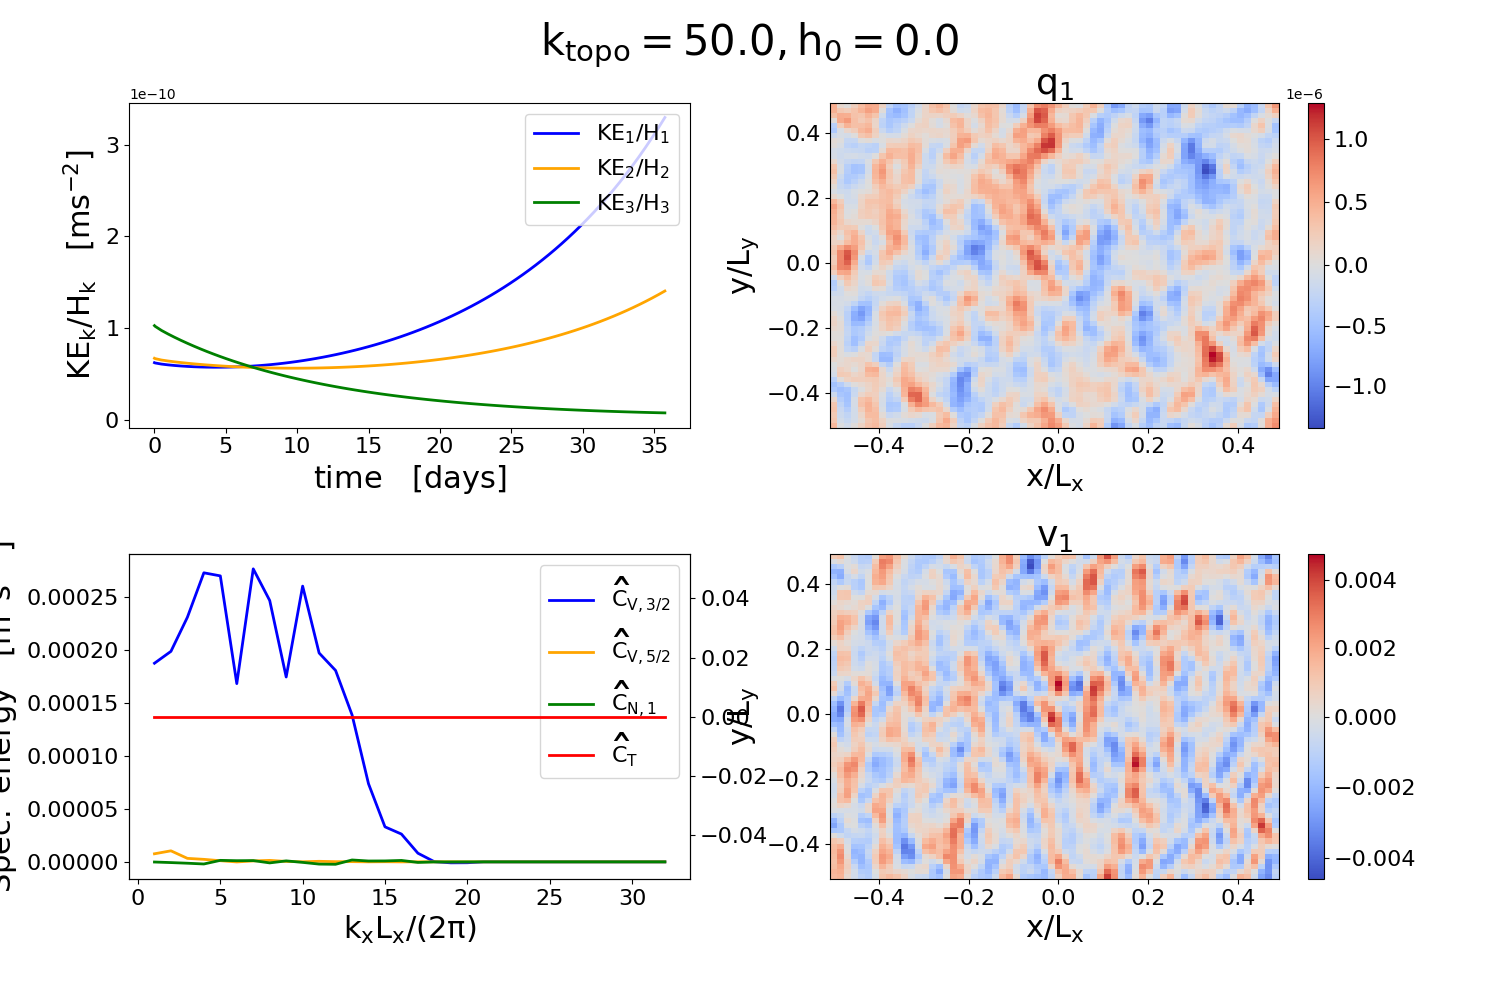 k_topo = 50.0, h_0 = 0.0
1e−10
KE_k/H_k [ms^−2]
3
2
1
0
KE_1/H_1
KE_2/H_2
KE_3/H_3
0 5 10 15 20 25 30 35
time [days]
q_1
1e−6
y/L_y
0.4
0.2
0.0
−0.2
−0.4
−0.4 −0.2 0.0 0.2 0.4
x/L_x
1.0
0.5
0.0
−0.5
−1.0
Spec. energy
0.00025
0.00020
0.00015
0.00010
0.00005
0.00000
Ĉ_V,3/2
Ĉ_V,5/2
Ĉ_N,1
Ĉ_T
0.04
0.02
0.00
−0.02
−0.04
0 5 10 15 20 25 30
k_xL_x/(2π)
v_1
y/L_y
0.4
0.2
0.0
−0.2
−0.4
−0.4 −0.2 0.0 0.2 0.4
x/L_x
0.004
0.002
0.000
−0.002
−0.004